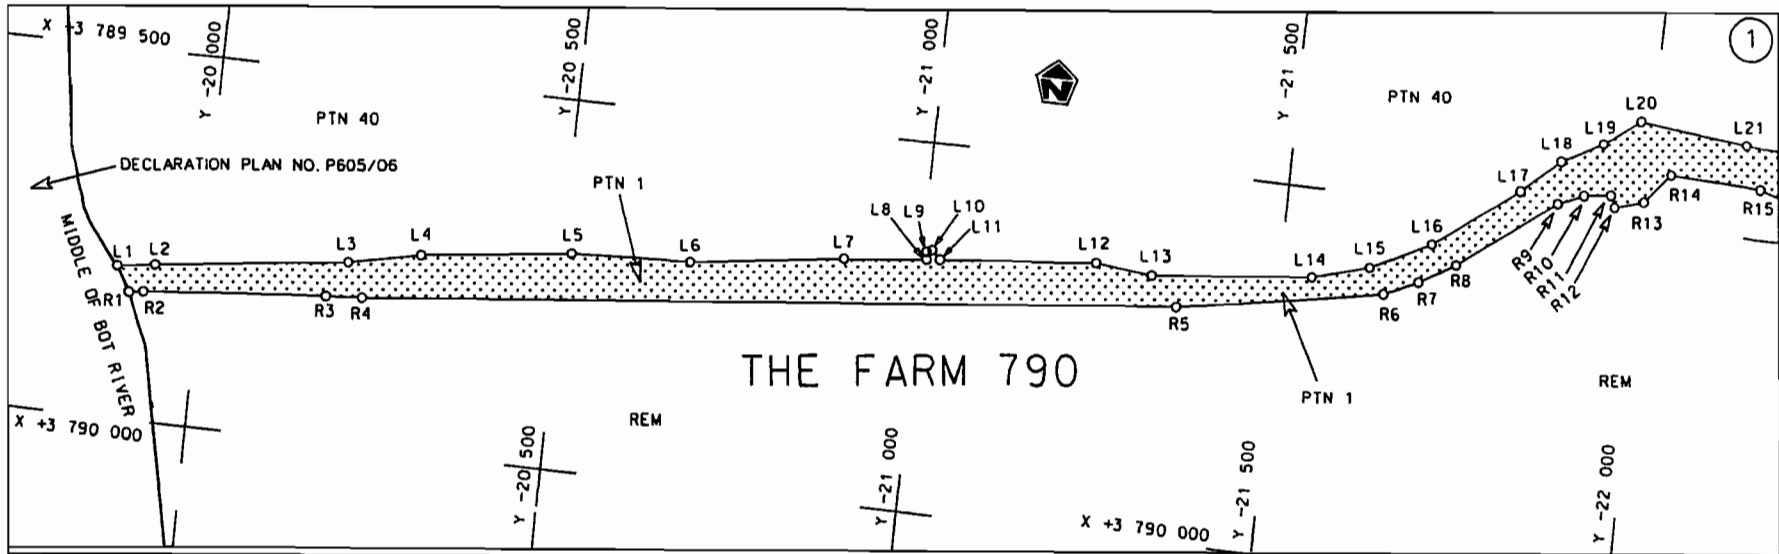 X +3 789 500
Y -20 000
Y -20 500
Y -21 000
Y -21 500
1
PTN 40
N
PTN 40
DECLARATION PLAN NO. P605/06
PTN 1
L1
L2
L3
L4
L5
L6
L7
L8
L9
L10
L11
L12
L13
L14
L15
L16
L17
L18
L19
L20
L21
R1
R2
R3
R4
R5
R6
R7
R8
R9
R10
R11
R12
R13
R14
R15
MIDDLE OF BOT RIVER
THE FARM 790
PTN 1
REM
REM
X +3 790 000
Y -20 500
Y -21 000
X +3 790 000
Y -21 500
Y -22 000